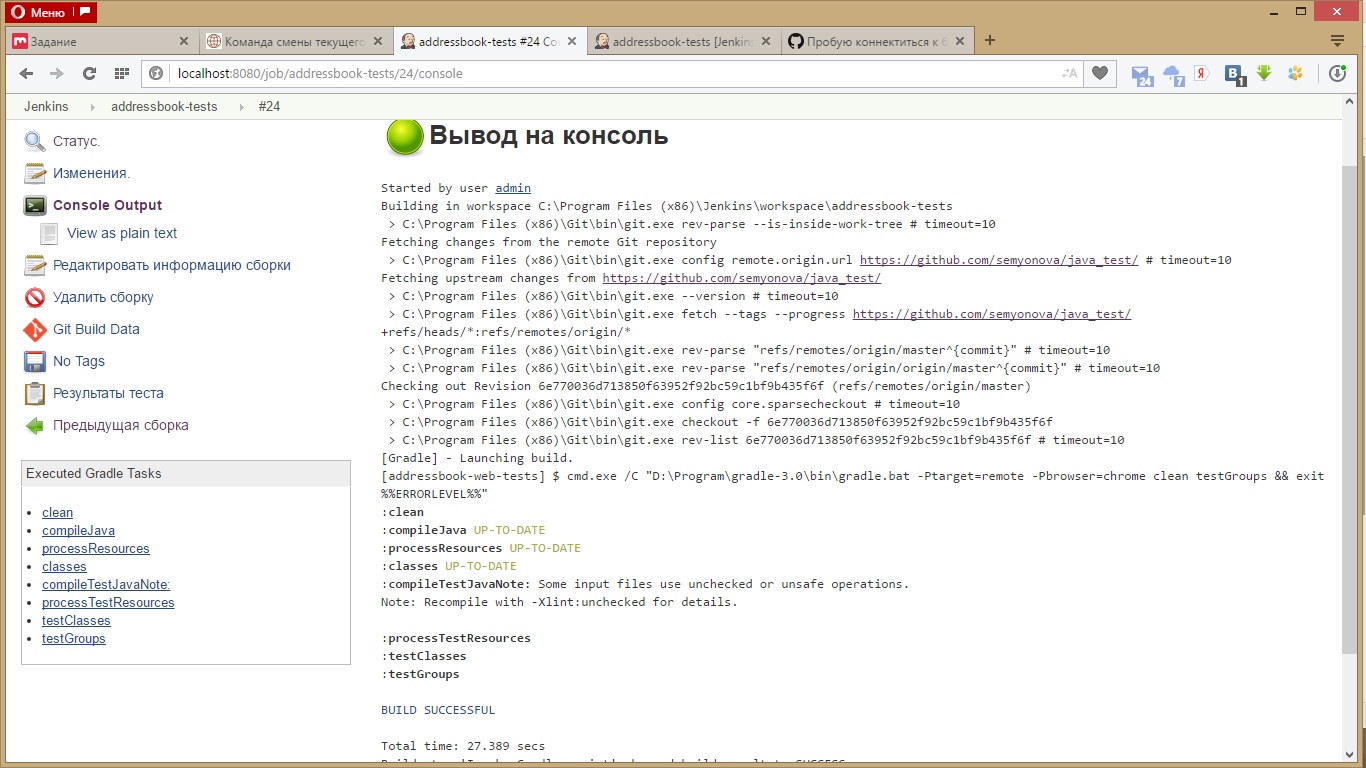 Меню
Задание
Команда смены текущего
addressbook-tests #24 Co
addressbook-tests [Jenkins
Пробую коннектиться к б
localhost:8080/job/addressbook-tests/24/console
24
7
Я
B
1
Jenkins
addressbook-tests
#24
Статус.
Изменения.
Console Output
View as plain text
Редактировать информацию сборки
Удалить сборку
Git Build Data
No Tags
Результаты теста
Предыдущая сборка
Executed Gradle Tasks
clean
compileJava
processResources
classes
compileTestJavaNote:
processTestResources
testClasses
testGroups
Вывод на консоль
Started by user admin
Building in workspace C:\Program Files (x86)\Jenkins\workspace\addressbook-tests
> C:\Program Files (x86)\Git\bin\git.exe rev-parse --is-inside-work-tree # timeout=10
Fetching changes from the remote Git repository
> C:\Program Files (x86)\Git\bin\git.exe config remote.origin.url https://github.com/semyonova/java_test/ # timeout=10
Fetching upstream changes from https://github.com/semyonova/java_test/
> C:\Program Files (x86)\Git\bin\git.exe --version # timeout=10
> C:\Program Files (x86)\Git\bin\git.exe fetch --tags --progress https://github.com/semyonova/java_test/
+refs/heads/*:refs/remotes/origin/*
> C:\Program Files (x86)\Git\bin\git.exe rev-parse "refs/remotes/origin/master^{commit}" # timeout=10
> C:\Program Files (x86)\Git\bin\git.exe rev-parse "refs/remotes/origin/origin/master^{commit}" # timeout=10
Checking out Revision 6e770036d713850f63952f92bc59c1bf9b435f6f (refs/remotes/origin/master)
> C:\Program Files (x86)\Git\bin\git.exe config core.sparsecheckout # timeout=10
> C:\Program Files (x86)\Git\bin\git.exe checkout -f 6e770036d713850f63952f92bc59c1bf9b435f6f
> C:\Program Files (x86)\Git\bin\git.exe rev-list 6e770036d713850f63952f92bc59c1bf9b435f6f # timeout=10
[Gradle] - Launching build.
[addressbook-web-tests] $ cmd.exe /C "D:\Program\gradle-3.0\bin\gradle.bat -Ptarget=remote -Pbrowser=chrome clean testGroups && exit
%%ERRORLEVEL%%"
:clean
:compileJava UP-TO-DATE
:processResources UP-TO-DATE
:classes UP-TO-DATE
:compileTestJavaNote: Some input files use unchecked or unsafe operations.
Note: Recompile with -Xlint:unchecked for details.
:processTestResources
:testClasses
:testGroups
BUILD SUCCESSFUL
Total time: 27.389 secs